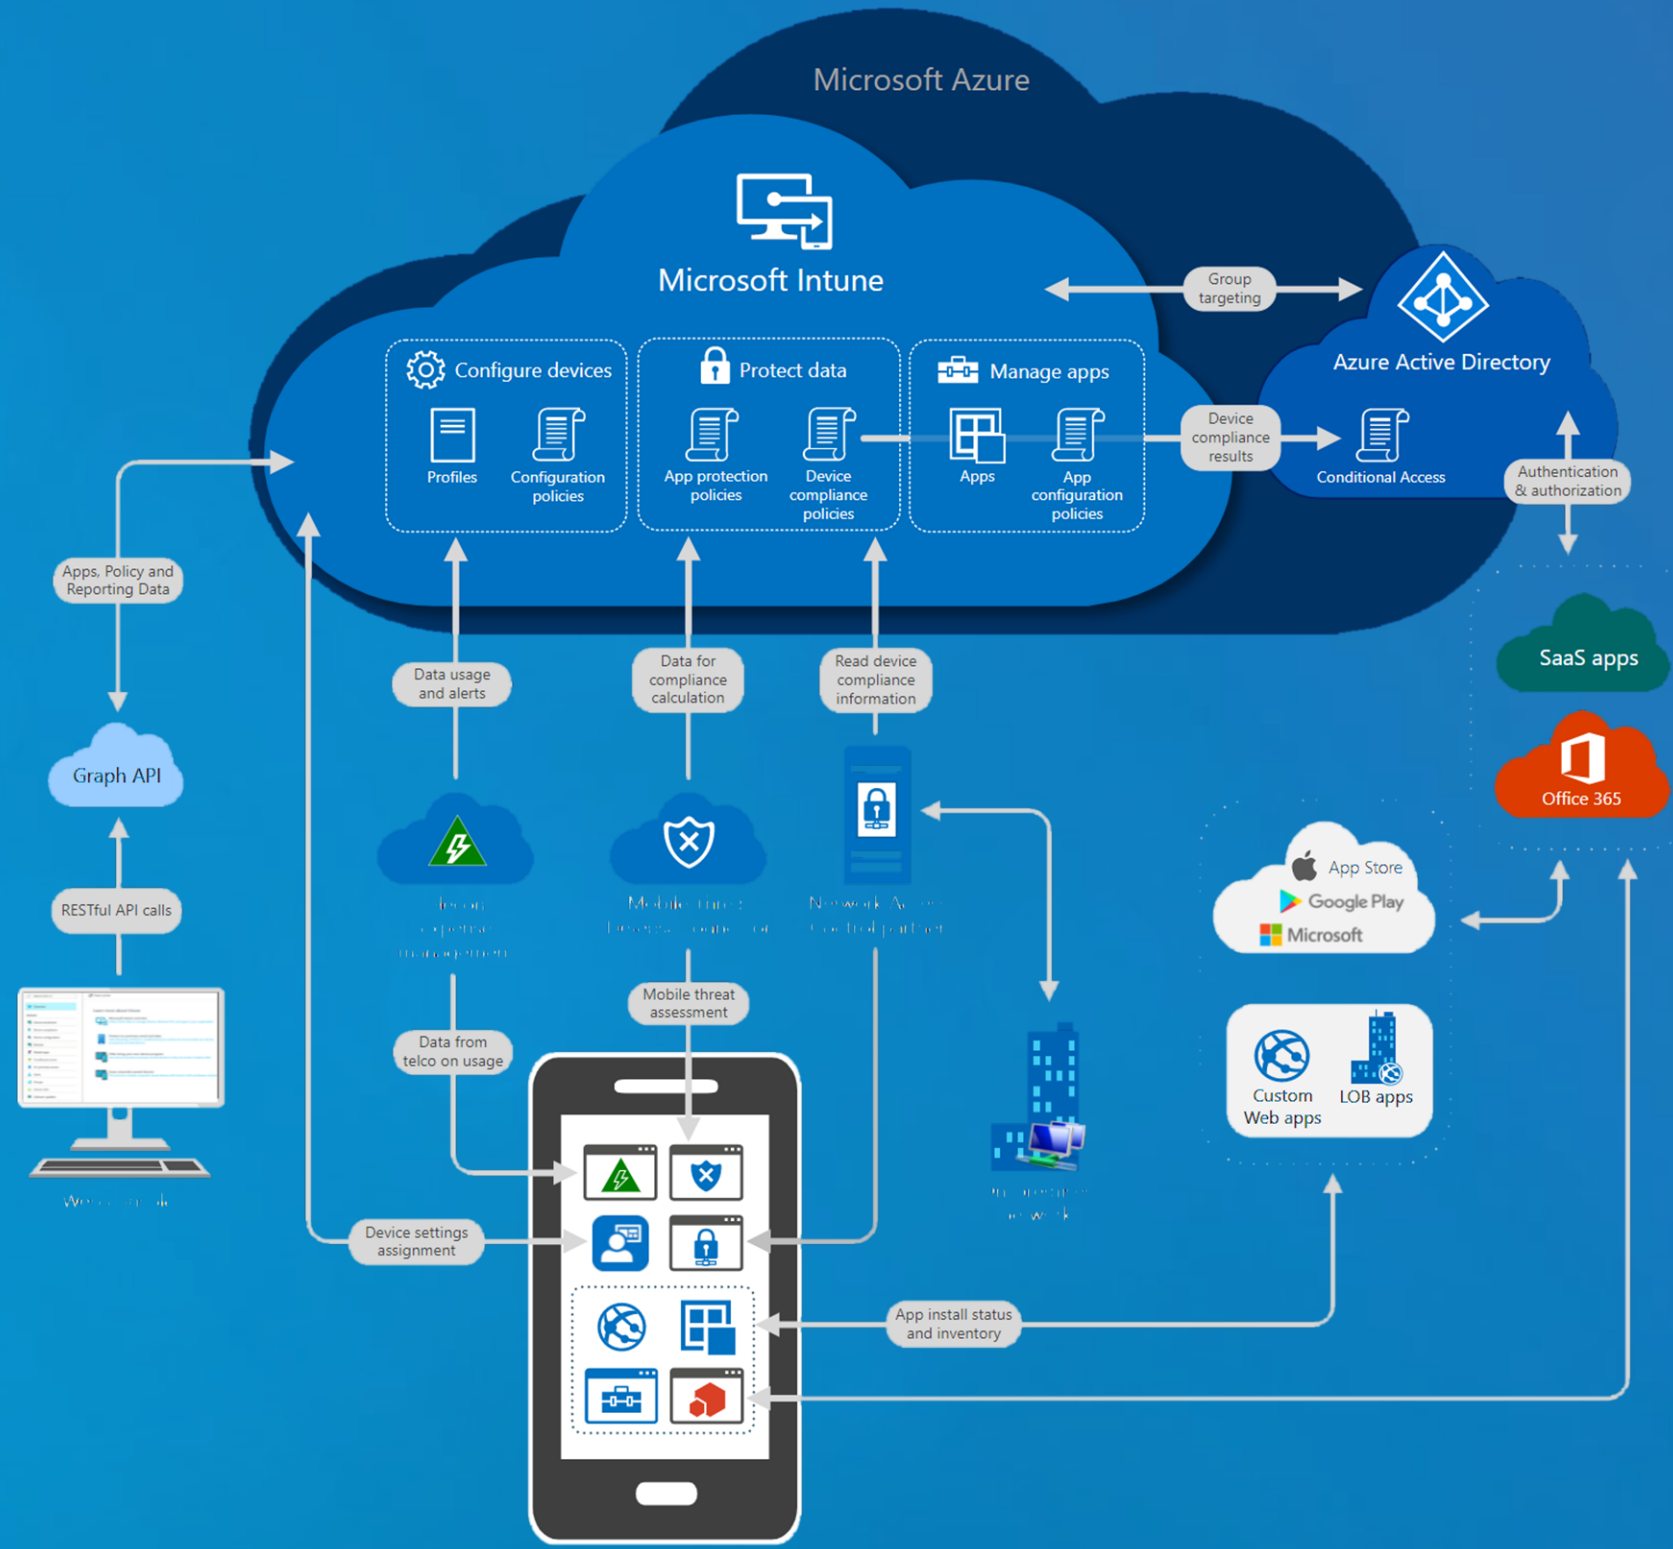 Microsoft Azure
Microsoft Intune
Group
targeting
Azure Active Directory
Configure devices
Protect data
Manage apps
Profiles
Configuration
policies
App protection
policies
Device
compliance
policies
Apps
App
configuration
policies
Device
compliance
results
Conditional Access
Authentication
& authorization
Apps, Policy and
Reporting Data
Data usage
and alerts
Data for
compliance
calculation
Read device
compliance
information
SaaS apps
Office 365
Graph API
RESTful API calls
App Store
Google Play
Microsoft
Network
Control partner
Mobile threat
assessment
Data from
telco on usage
Custom
Web apps
LOB apps
Device settings
assignment
App install status
and inventory